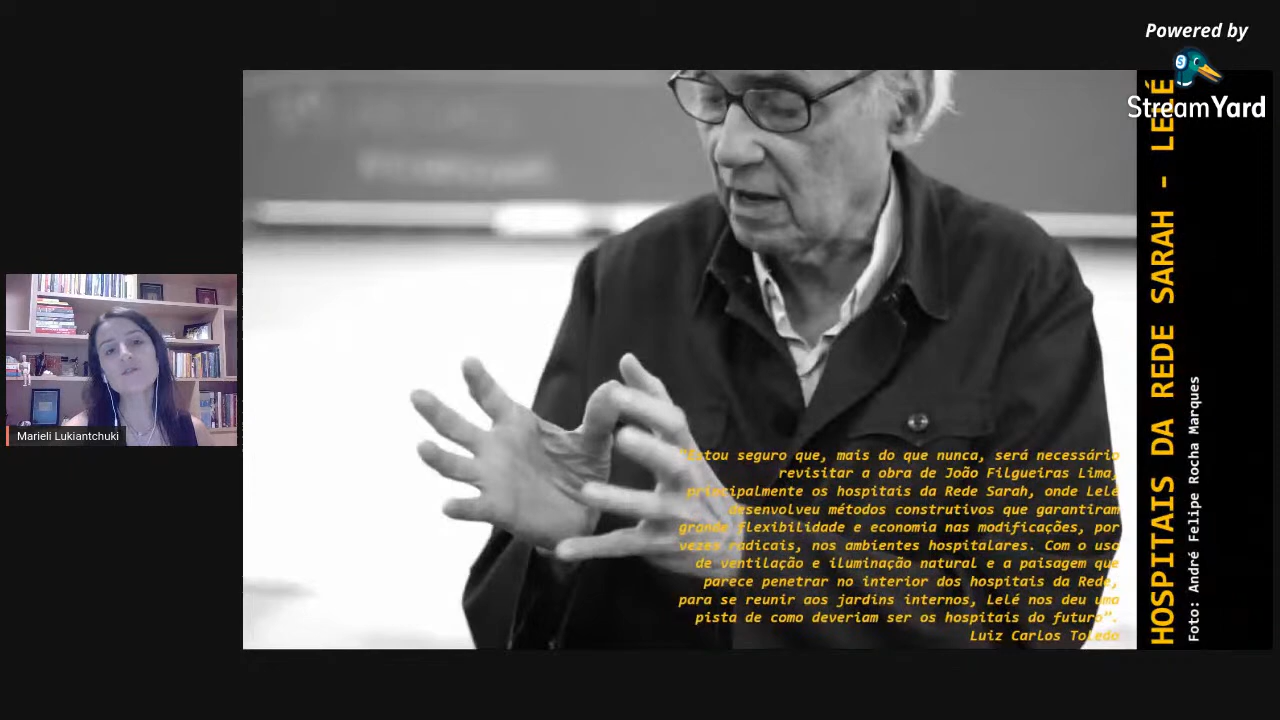 Powered by
StreamYard
Marieli Lukiantchuki
"Estou seguro que, mais do que nunca, será necessário
revisitar a obra de João Filgueiras Lima,
principalmente os hospitais da Rede Sarah, onde Lelé
desenvolveu métodos construtivos que garantiram
grande flexibilidade e economia nas modificações, por
vezes radicais, nos ambientes hospitalares. Com o uso
de ventilação e iluminação natural e a paisagem que
parece penetrar no interior dos hospitais da Rede,
para se reunir aos jardins internos, Lelé nos deu uma
pista de como deveriam ser os hospitais do futuro".
Luiz Carlos Toledo
HOSPITAIS DA REDE SARAH - LELÉ
Foto: André Felipe Rocha Marques